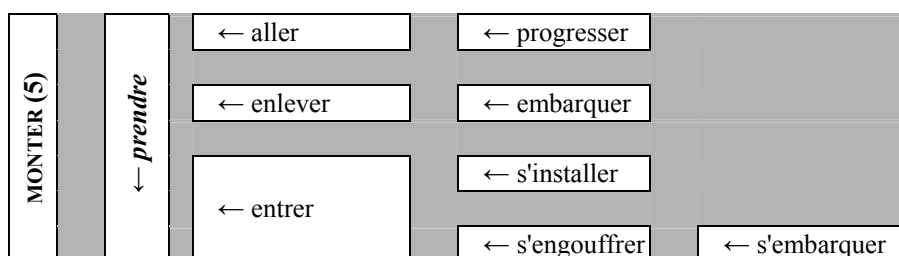 MONTER (5)
← prendre
← aller
← progresser
← enlever
← embarquer
← entrer
← s'installer
← s'engouffrer
← s'embarquer